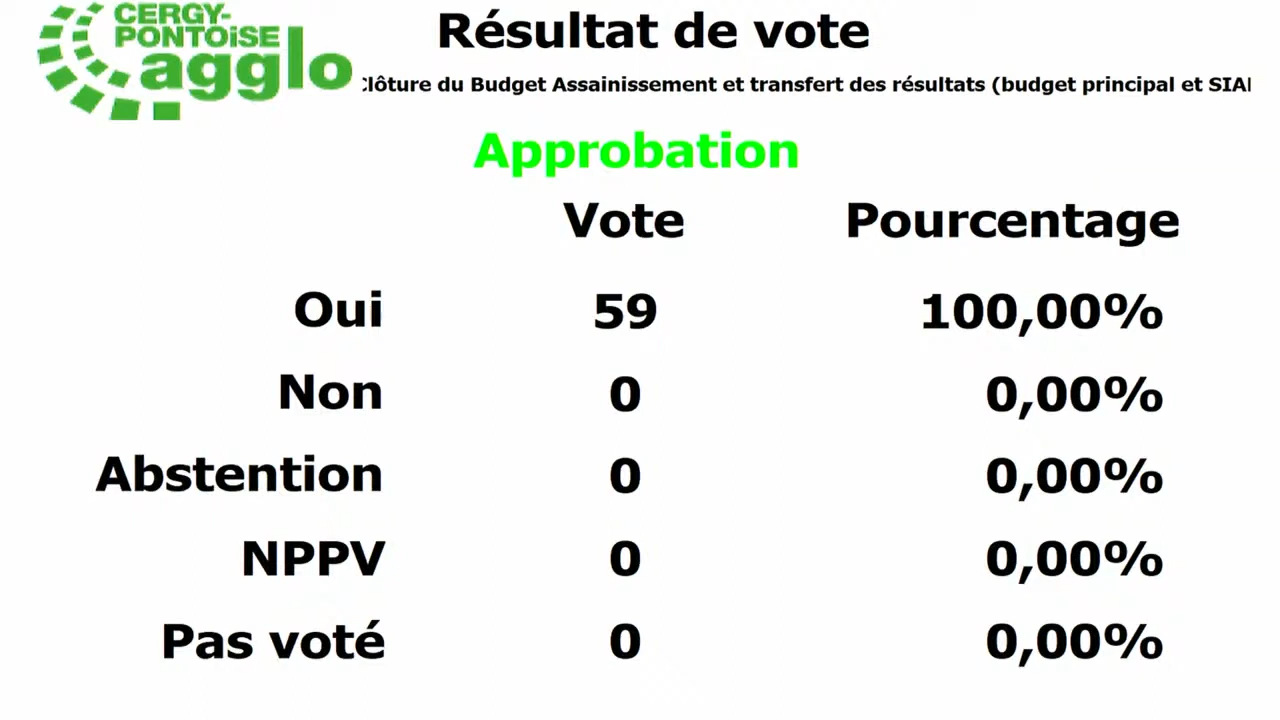 CERGY-
PONTOISE
agglo
Résultat de vote
lôture du Budget Assainissement et transfert des résultats (budget principal et
Approbation
Vote Pourcentage
Oui 59 100,00%
Non 0 0,00%
Abstention 0 0,00%
NPPV 0 0,00%
Pas voté 0 0,00%